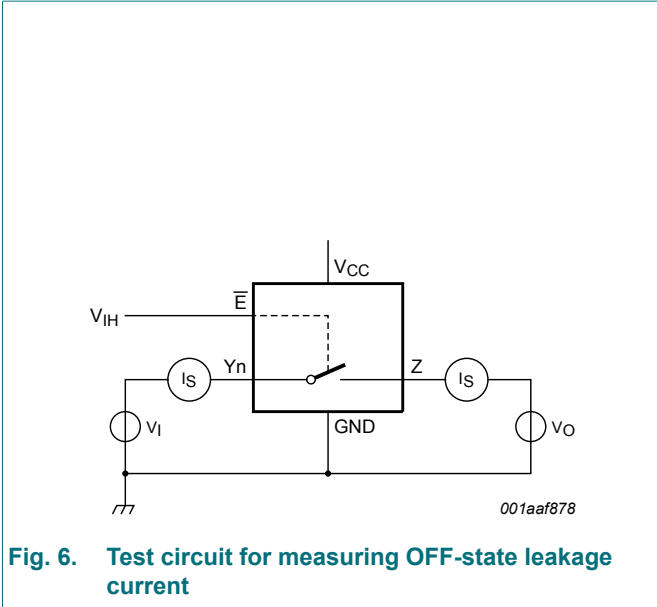 VCC
E
VIH
Yn
Z
IS
IS
VI
GND
VO
001aaf878
Fig. 6. Test circuit for measuring OFF-state leakage
current